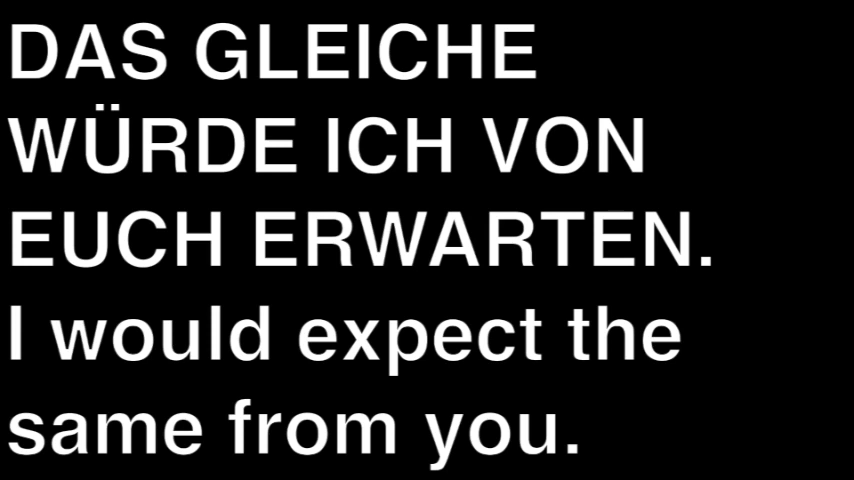 DAS GLEICHE
WÜRDE ICH VON
EUCH ERWARTEN.
I would expect the
same from you.